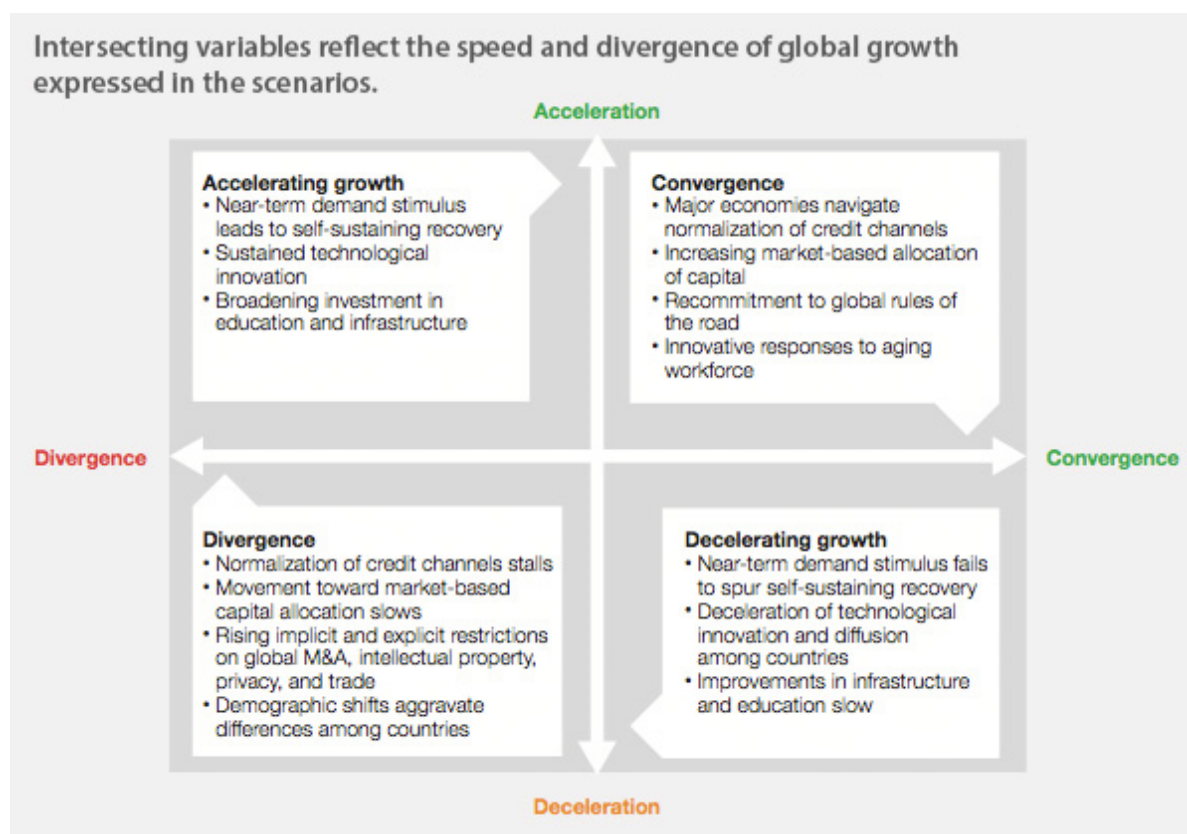 Intersecting variables reflect the speed and divergence of global growth
expressed in the scenarios.
Acceleration
Accelerating growth
• Near-term demand stimulus
leads to self-sustaining recovery
• Sustained technological
innovation
• Broadening investment in
education and infrastructure
Convergence
• Major economies navigate
normalization of credit channels
• Increasing market-based allocation
of capital
• Recommitment to global rules of
the road
• Innovative responses to aging
workforce
Divergence
Convergence
Divergence
• Normalization of credit channels stalls
• Movement toward market-based
capital allocation slows
• Rising implicit and explicit restrictions
on global M&A, intellectual property,
privacy, and trade
• Demographic shifts aggravate
differences among countries
Decelerating growth
• Near-term demand stimulus fails
to spur self-sustaining recovery
• Deceleration of technological
innovation and diffusion
among countries
• Improvements in infrastructure
and education slow
Deceleration